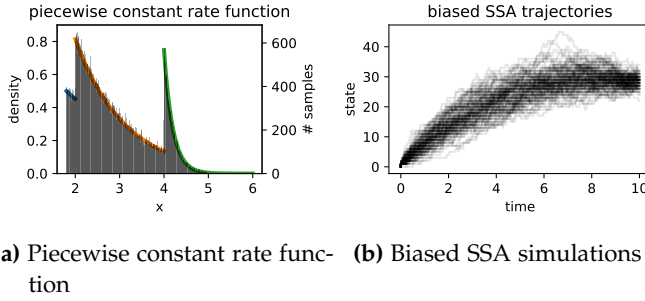 piecewise constant rate function
0.8
0.6
0.4
0.2
0.0
density
2
3
4
5
6
x
600
400
200
0
# samples
a) Piecewise constant rate func-
tion
biased SSA trajectories
40
30
20
10
0
state
0
2
4
6
8
10
time
(b) Biased SSA simulations